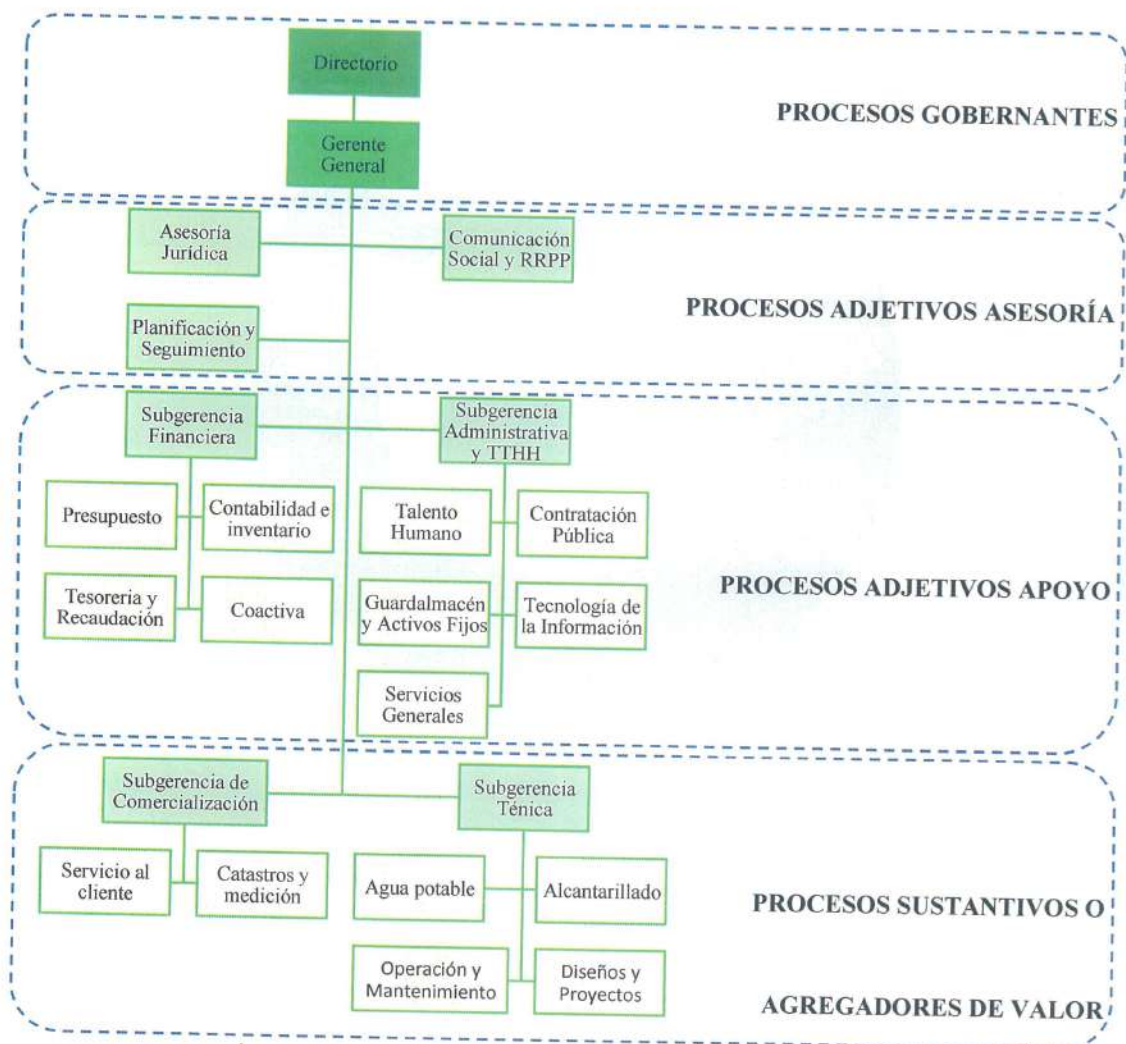 Directorio
PROCESOS GOBERNANTES
Gerente
General
Asesoría
Jurídica
Comunicación
Social y RRPP
PROCESOS ADJETIVOS ASESORÍA
Planificación y
Seguimiento
Subgerencia
Financiera
Subgerencia
Administrativa
y TTHH
Presupuesto
Contabilidad e
inventario
Talento
Humano
Contratación
Pública
PROCESOS ADJETIVOS APOYO
Tesoreria y
Recaudación
Coactiva
Guardalmacén
y Activos Fijos
Tecnología de
la Información
Servicios
Generales
Subgerencia de
Comercialización
Subgerencia
Ténica
Servicio al
cliente
Catastros y
medición
Agua potable
Alcantarillado
PROCESOS SUSTANTIVOS O
Operación y
Mantenimiento
Diseños y
Proyectos
AGREGADORES DE VALOR